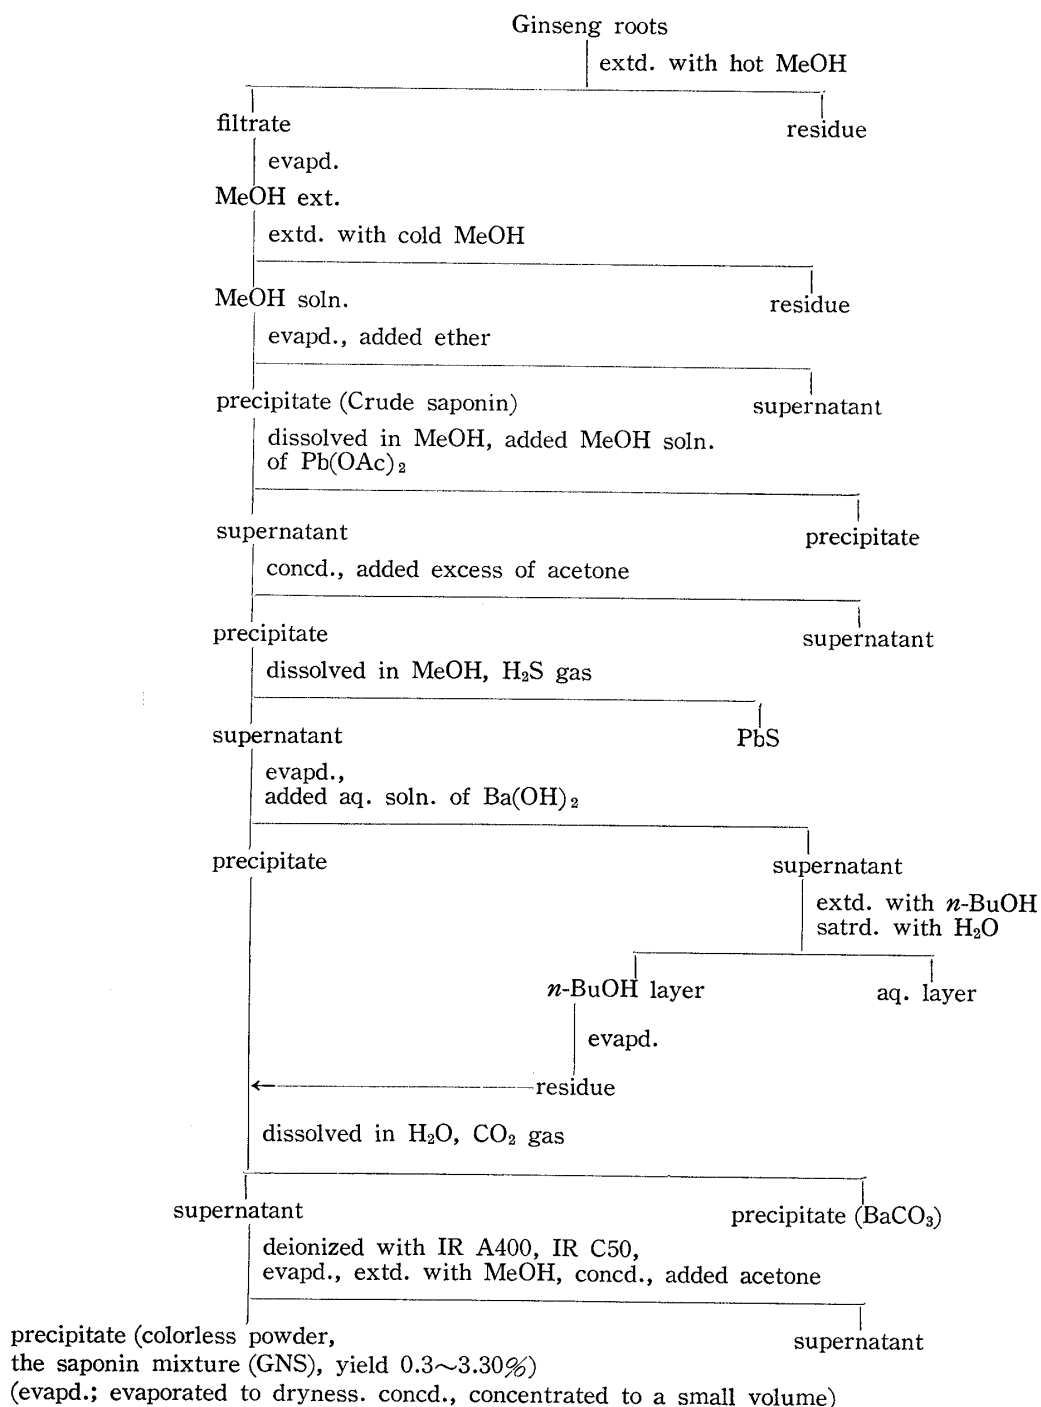 Ginseng roots
extd. with hot MeOH
filtrate residue
evapd.
MeOH ext.
extd. with cold MeOH
MeOH soln. residue
evapd., added ether
precipitate (Crude saponin) supernatant
dissolved in MeOH, added MeOH soln.
of Pb(OAc)₂
supernatant precipitate
concd., added excess of acetone
precipitate supernatant
dissolved in MeOH, H₂S gas
supernatant PbS
evapd.,
added aq. soln. of Ba(OH)₂
precipitate supernatant
extd. with n-BuOH
satrd. with H₂O
n-BuOH layer aq. layer
evapd.
residue
dissolved in H₂O, CO₂ gas
supernatant precipitate (BaCO₃)
deionized with IR A400, IR C50,
evapd., extd. with MeOH, concd., added acetone
precipitate (colorless powder, supernatant
the saponin mixture (GNS), yield 0.3~3.30%)
(evapd.; evaporated to dryness. concd., concentrated to a small volume)